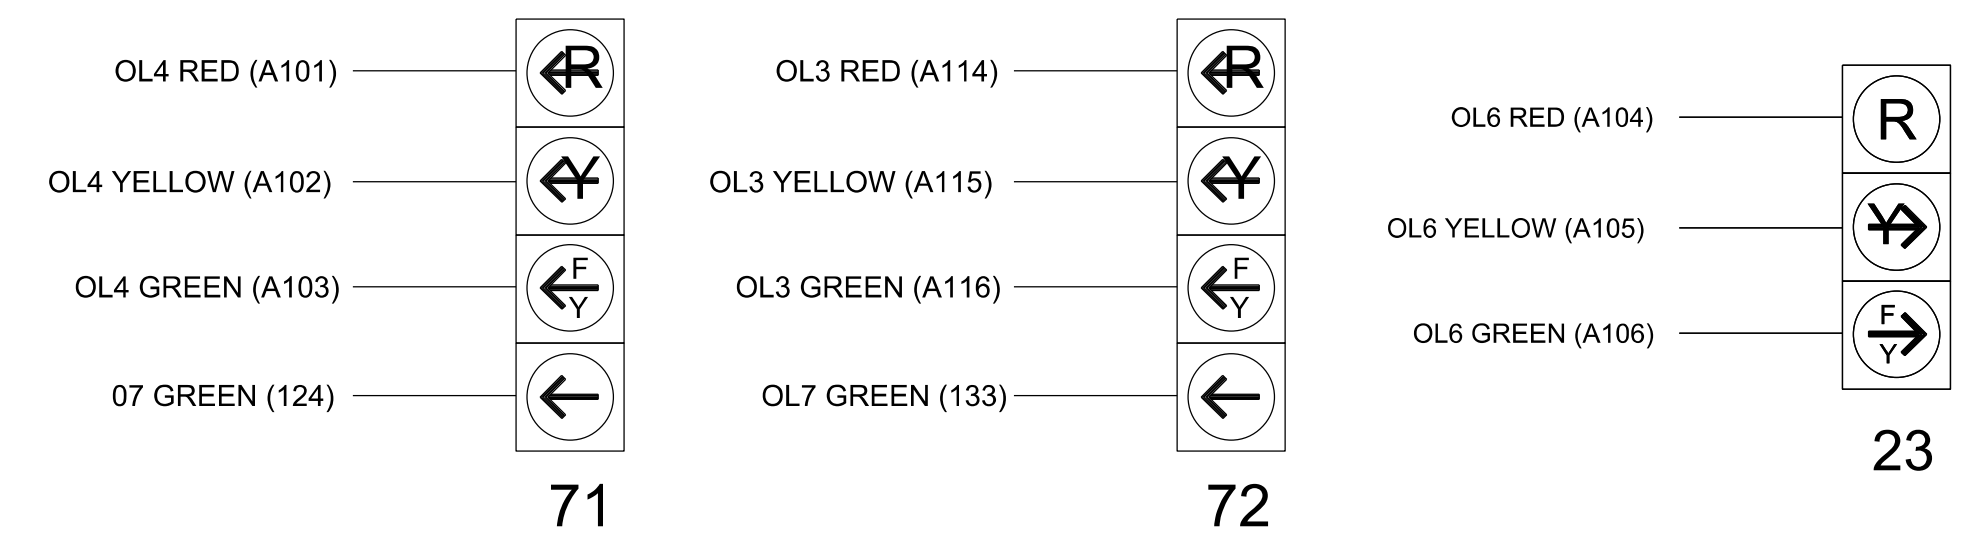 OL4 RED (A101)
R
OL4 YELLOW (A102)
Y
OL4 GREEN (A103)
F
Y
07 GREEN (124)
71
OL3 RED (A114)
R
OL3 YELLOW (A115)
Y
OL3 GREEN (A116)
F
Y
OL7 GREEN (133)
72
OL6 RED (A104)
R
OL6 YELLOW (A105)
Y
OL6 GREEN (A106)
F
Y
23